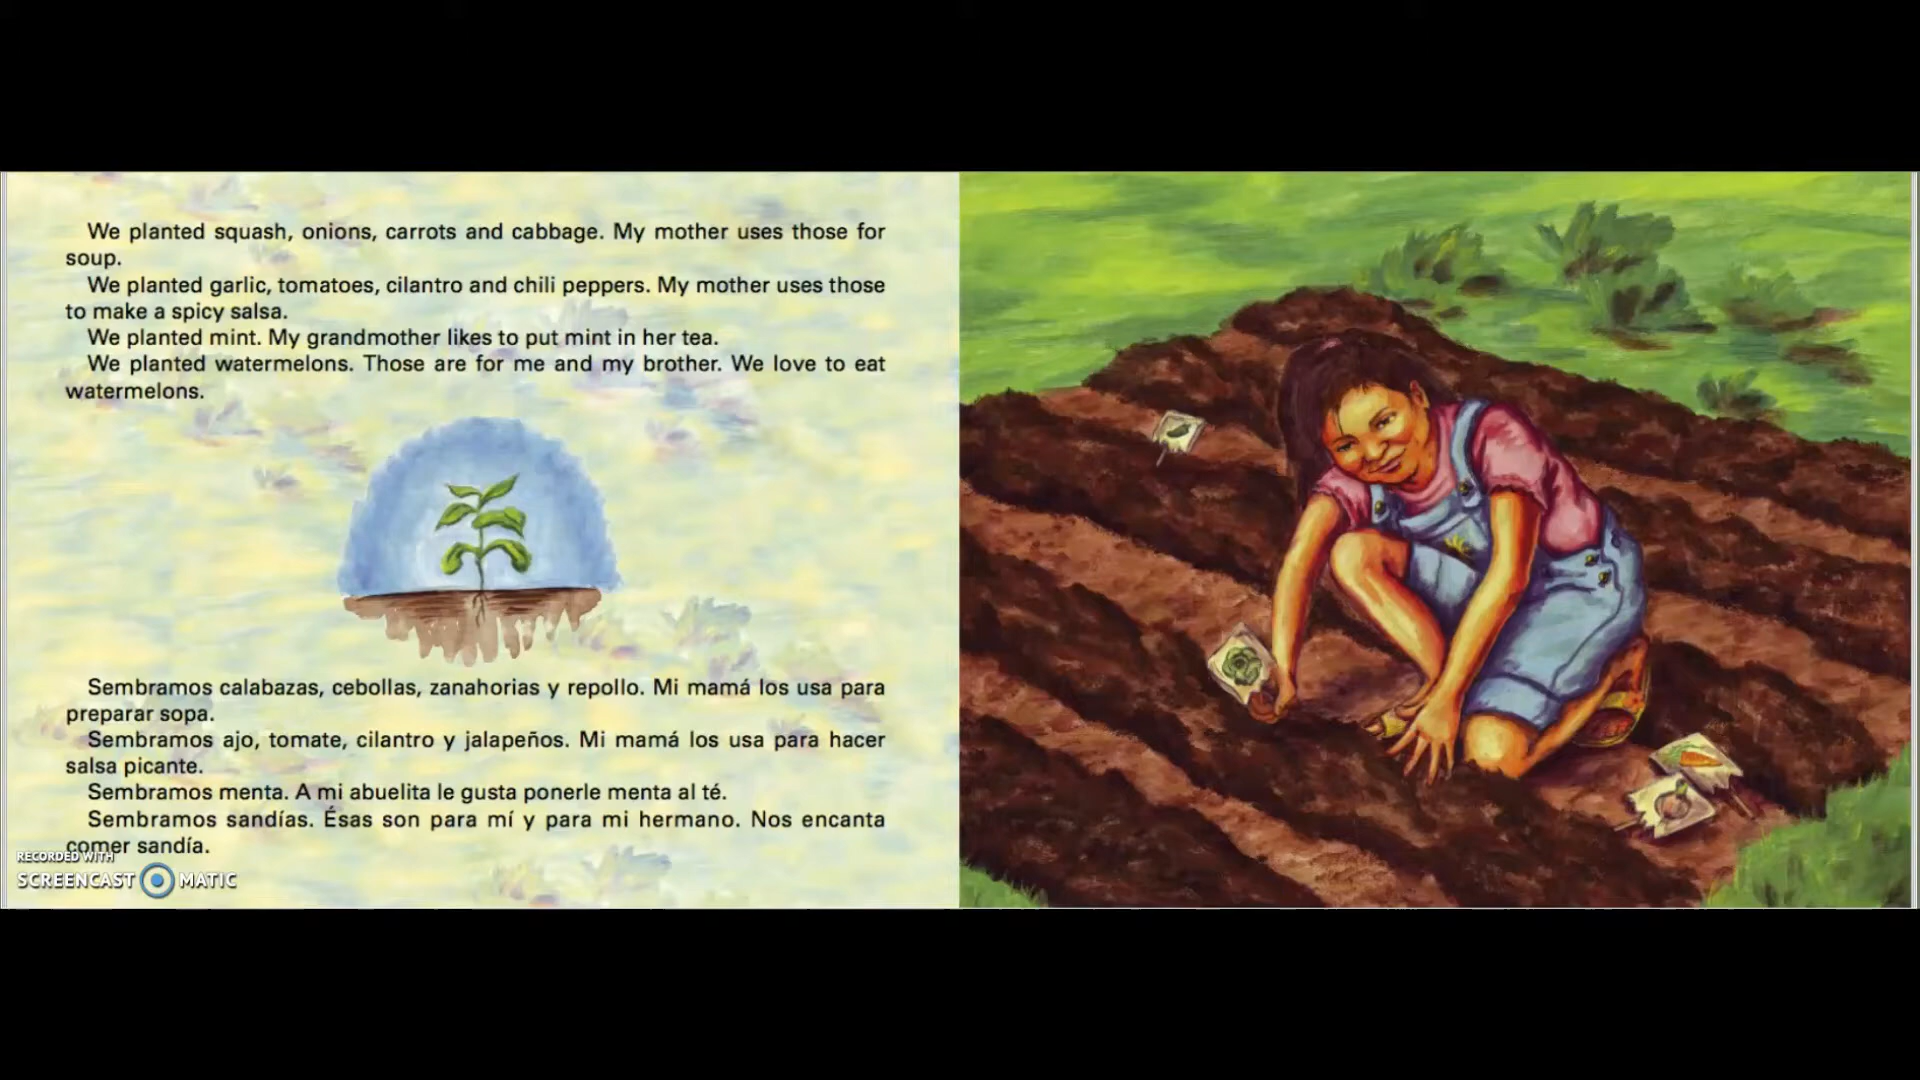 We planted squash, onions, carrots and cabbage. My mother uses those for
soup.
We planted garlic, tomatoes, cilantro and chili peppers. My mother uses those
to make a spicy salsa.
We planted mint. My grandmother likes to put mint in her tea.
We planted watermelons. Those are for me and my brother. We love to eat
watermelons.
Sembramos calabazas, cebollas, zanahorias y repollo. Mi mamá los usa para
preparar sopa.
Sembramos ajo, tomate, cilantro y jalapeños. Mi mamá los usa para hacer
salsa picante.
Sembramos menta. A mi abuelita le gusta ponerle menta al té.
Sembramos sandías. Ésas son para mí y para mi hermano. Nos encanta
comer sandía.
RECORDED WITH
SCREENCAST MATIC